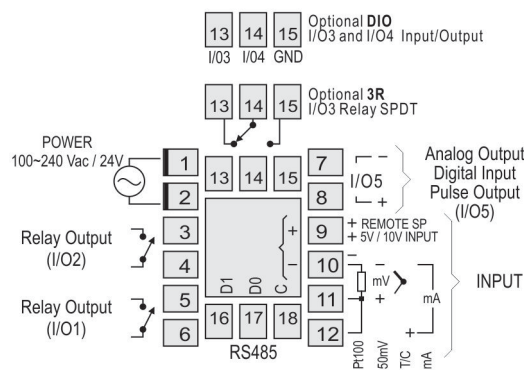 13 14 15 Optional DIO
I/O3 and I/O4 Input/Output
I/03 I/04 GND
13 14 15 Optional 3R
I/O3 Relay SPDT
POWER
100~240 Vac / 24V
1
2
13 14 15
7
8
I/O5
Analog Output
Digital Input
Pulse Output
(I/O5)
Relay Output
(I/O2)
3
4
9
+ REMOTE SP
+ 5V / 10V INPUT
10
11
12
mV
mA
INPUT
Relay Output
(I/O1)
5
6
D1 D0 C
16 17 18
RS485
Pt100
50mV
T/C
mA